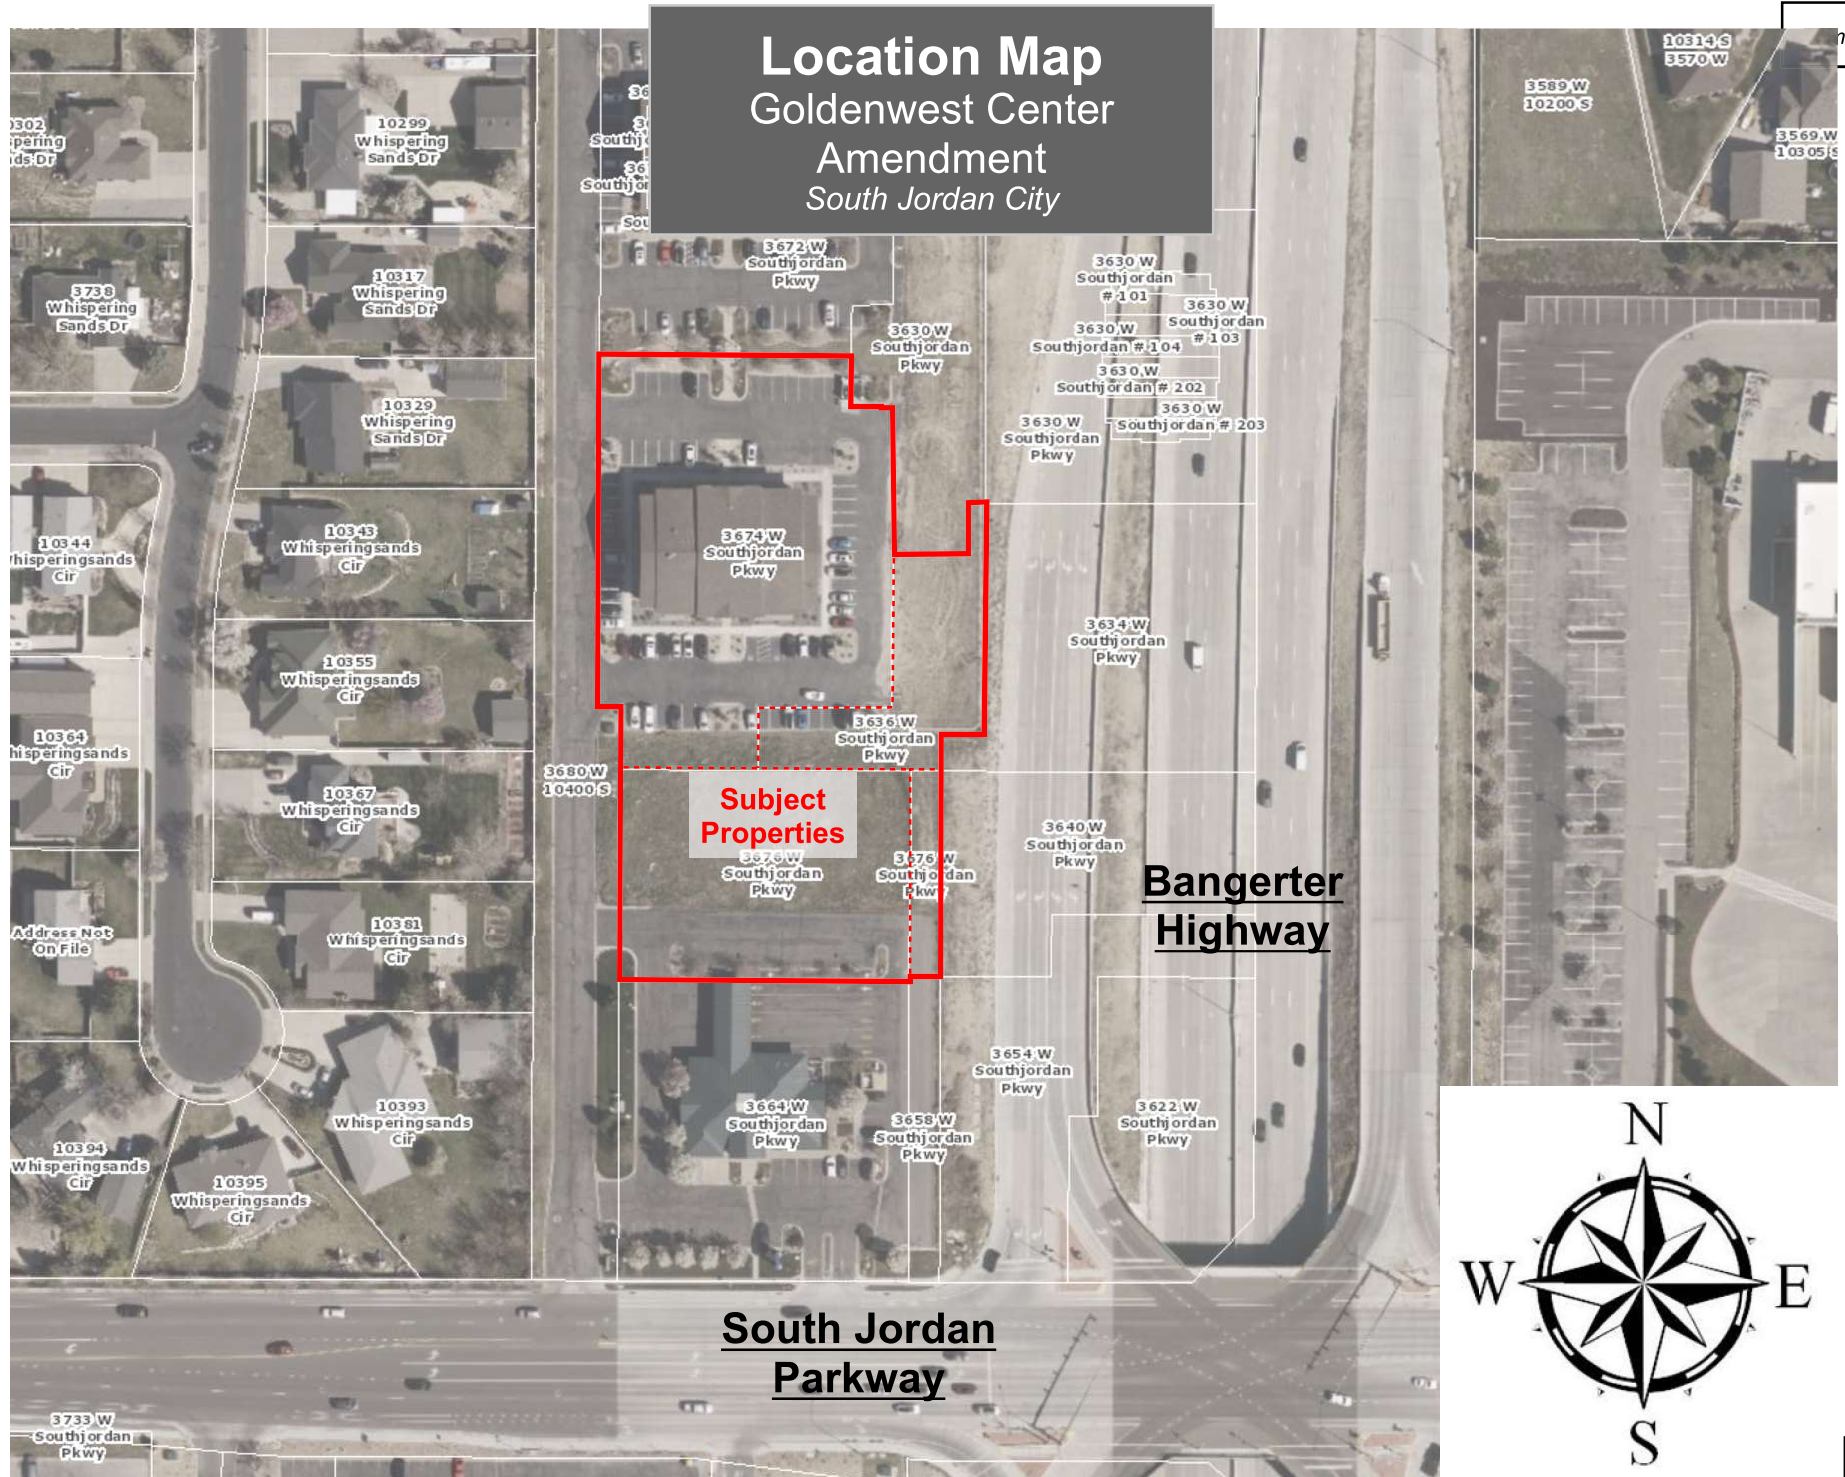 Location Map
Goldenwest Center
Amendment
South Jordan City
10299
Whispering
Sands Dr
10317
Whispering
Sands Dr
3738
Whispering
Sands Dr
10329
Whispering
Sands Dr
10343
Whisperingsands
Cir
10344
10355
Whisperingsands
Cir
10364
Cir
10367
Whisperingsands
Cir
Address Not
On File
10381
Whisperingsands
Cir
10393
Whisperingsands
Cir
10394
Whisperingsands
Cir
10395
Whisperingsands
Cir
3733 W
Southjordan
Pkwy
3680 W
10400 S
3672 W
Southjordan
Pkwy
3630 W
Southjordan
Pkwy
3630 W
Southjordan
# 101
3630 W
Southjordan
# 103
3630 W
Southjordan # 104
3630 W
Southjordan # 202
3630 W
Southjordan # 203
3630 W
Southjordan
Pkwy
3674 W
Southjordan
Pkwy
3634 W
Southjordan
Pkwy
3636 W
Southjordan
Pkwy
Subject
Properties
3676 W
Southjordan
Pkwy
3676 W
Southjordan
Pkwy
3640 W
Southjordan
Pkwy
Bangerter
Highway
3654 W
Southjordan
Pkwy
3664 W
Southjordan
Pkwy
3658 W
Southjordan
Pkwy
3622 W
Southjordan
Pkwy
South Jordan
Parkway
3589 W
10200 S
10314 S
3570 W
3569 W
10305 S
N
W
E
S